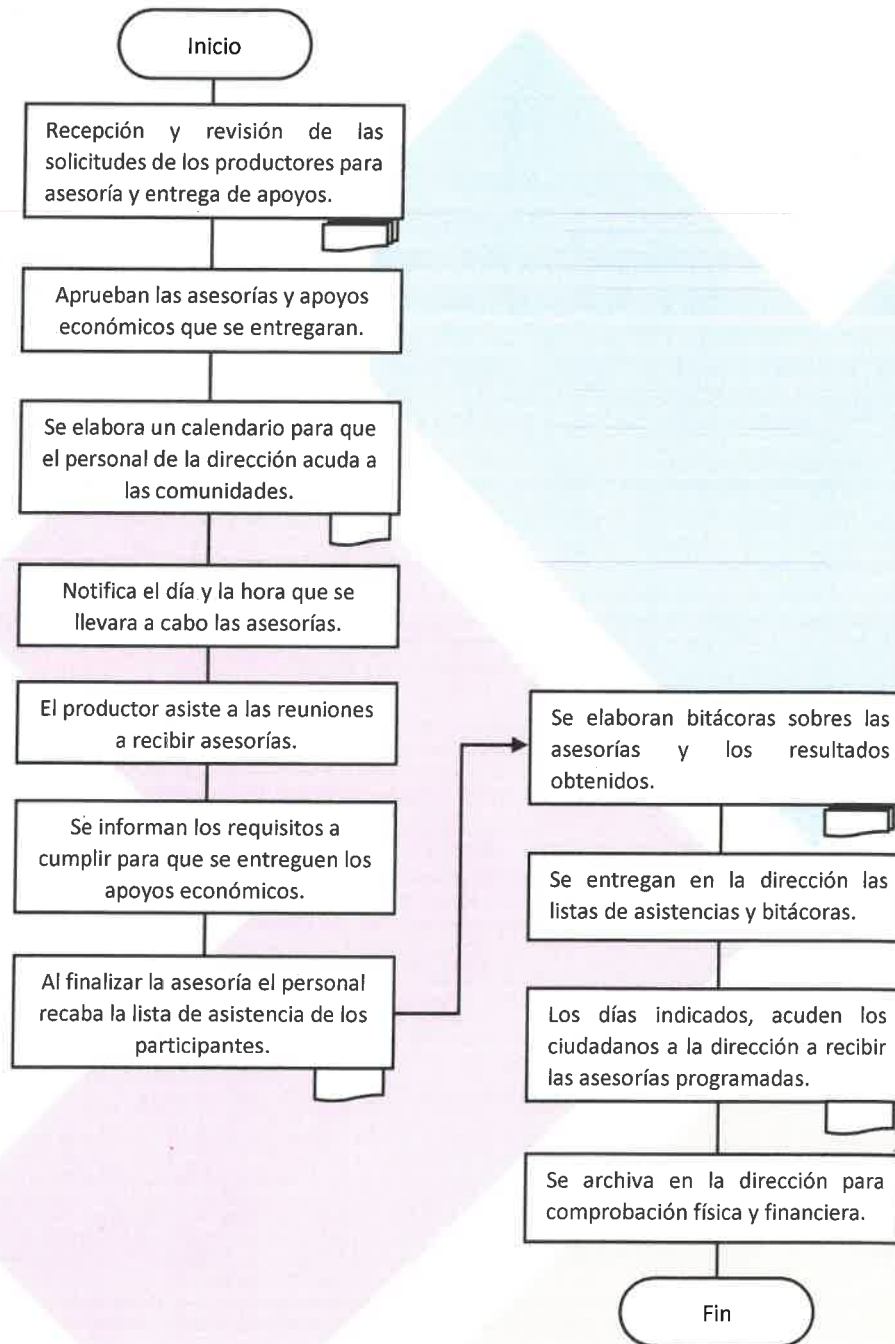 Inicio
Recepción y revisión de las
solicitudes de los productores para
asesoría y entrega de apoyos.
Aprueban las asesorías y apoyos
económicos que se entregaran.
Se elabora un calendario para que
el personal de la dirección acuda a
las comunidades.
Notifica el día y la hora que se
llevara a cabo las asesorías.
El productor asiste a las reuniones
a recibir asesorías.
Se informan los requisitos a
cumplir para que se entreguen los
apoyos económicos.
Al finalizar la asesoría el personal
recaba la lista de asistencia de los
participantes.
Se elaboran bitácoras sobres las
asesorías y los resultados
obtenidos.
Se entregan en la dirección las
listas de asistencias y bitácoras.
Los días indicados, acuden los
ciudadanos a la dirección a recibir
las asesorías programadas.
Se archiva en la dirección para
comprobación física y financiera.
Fin